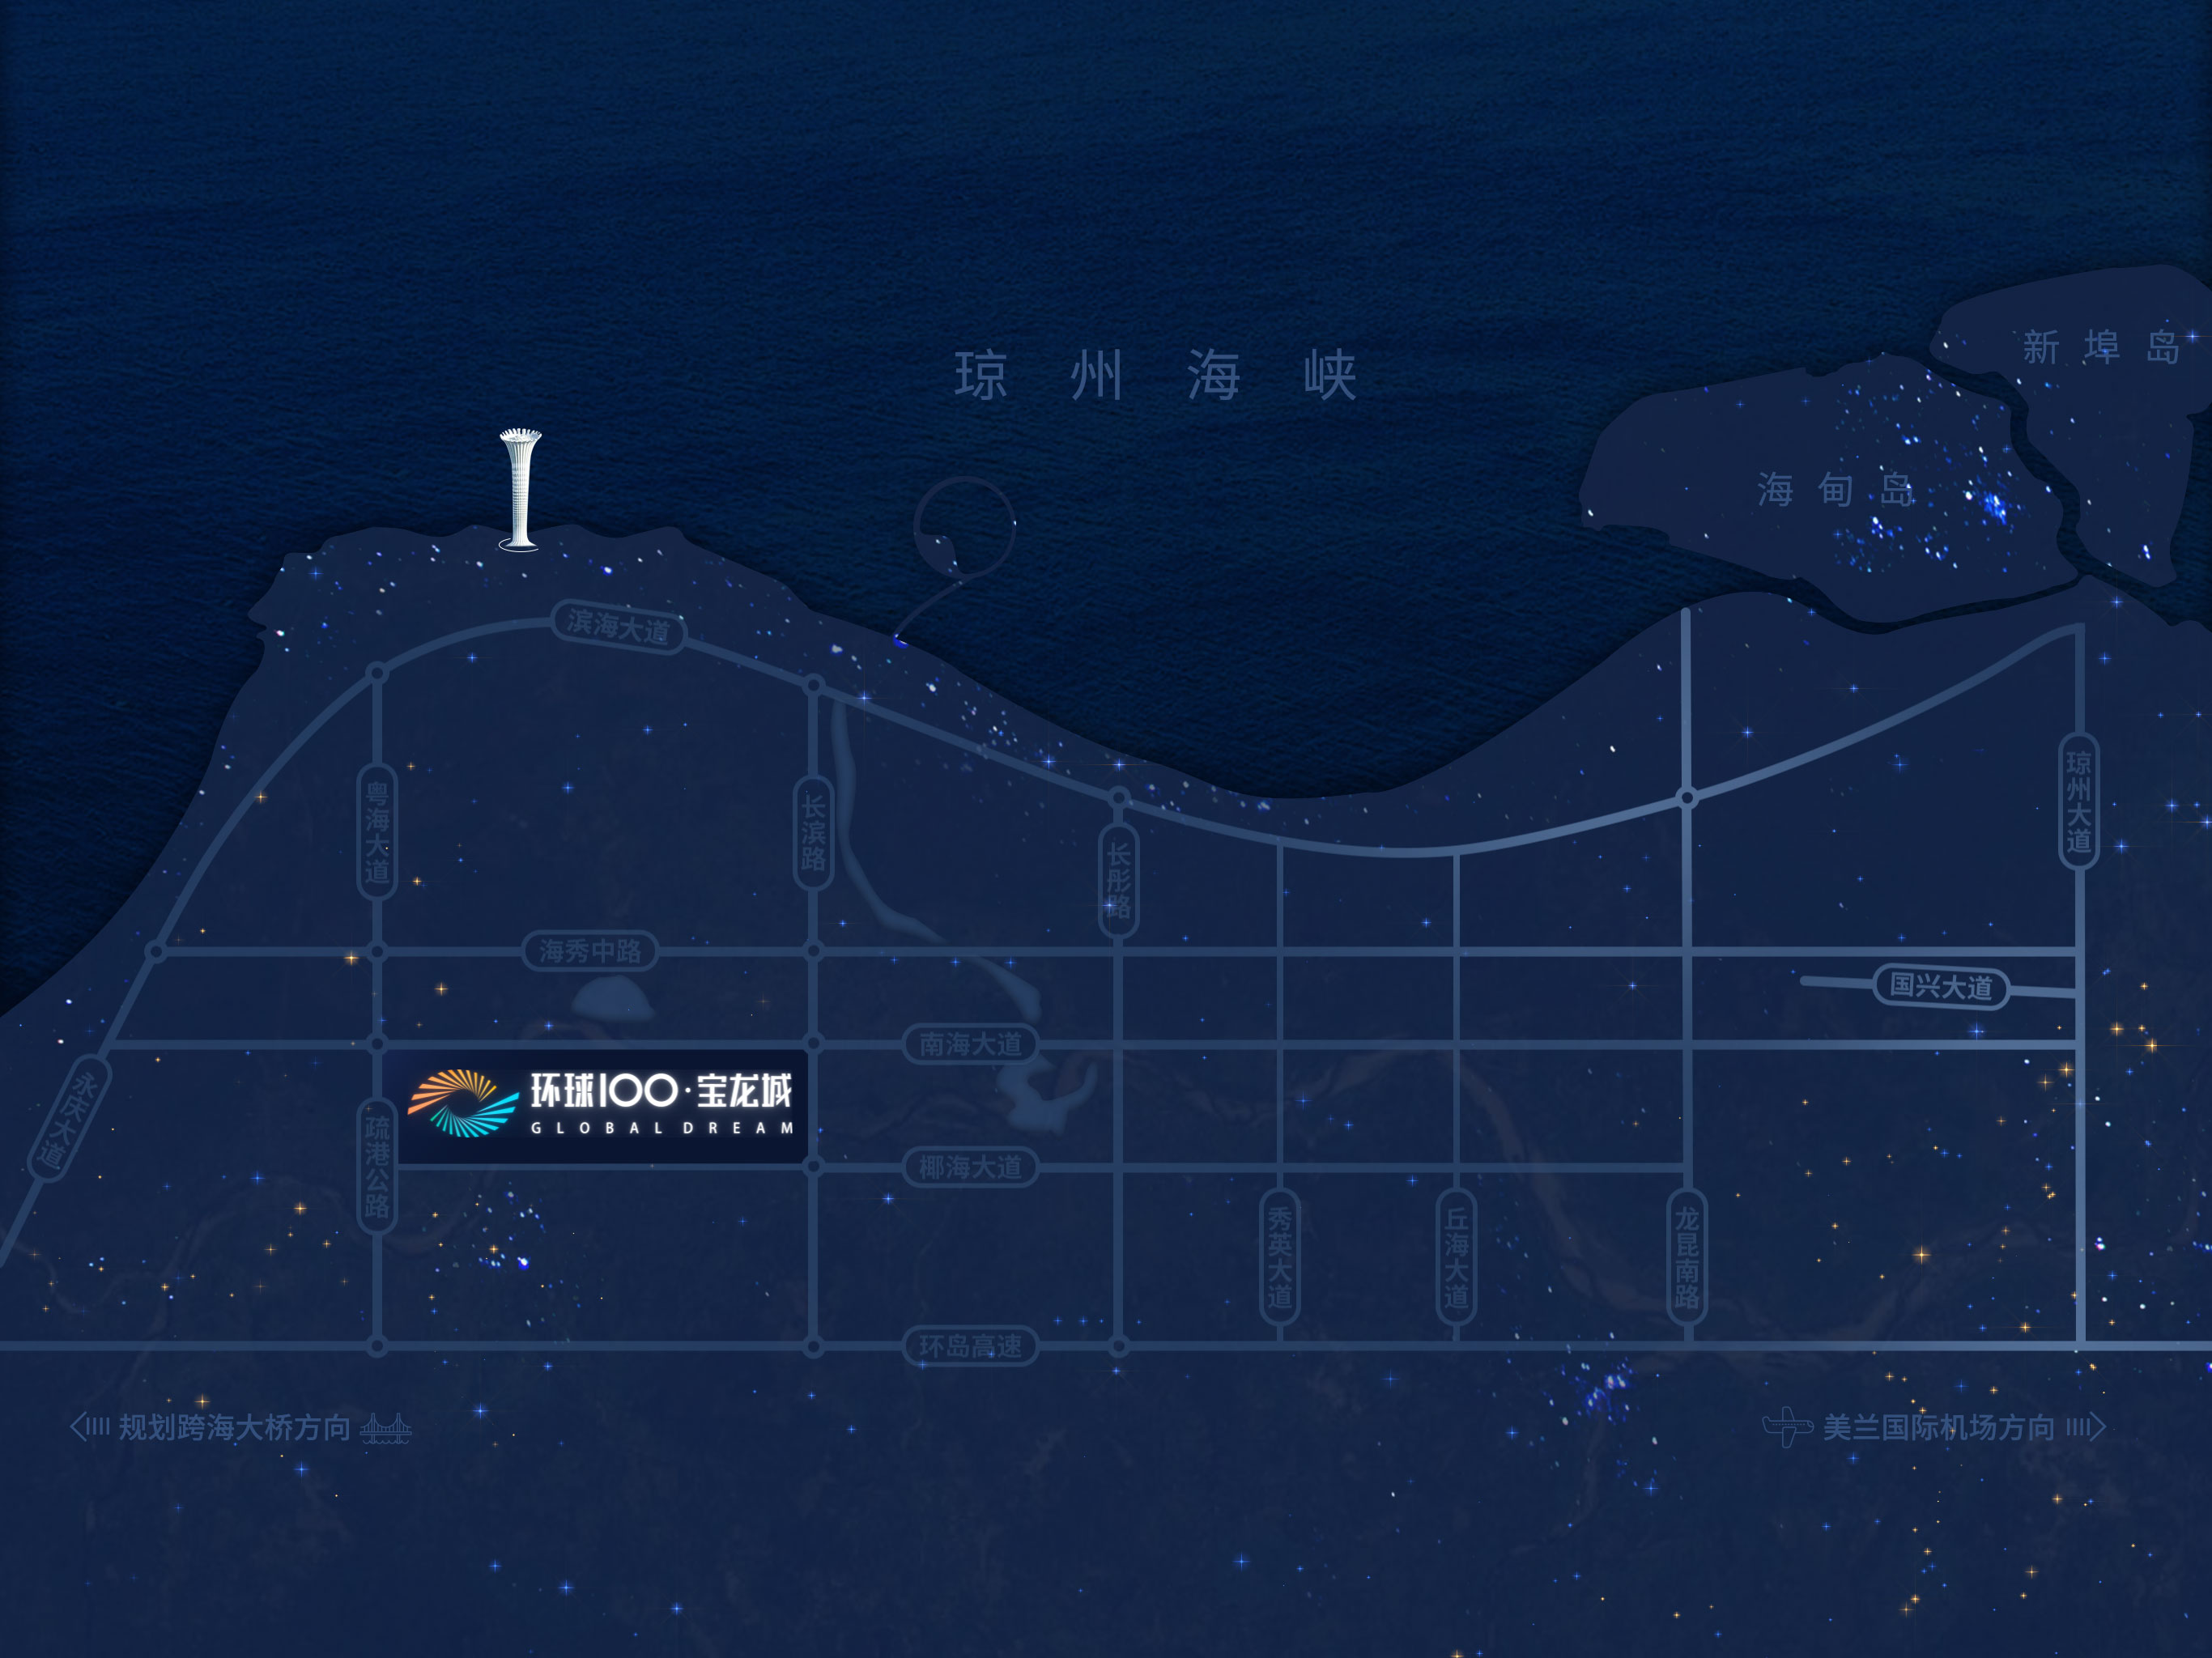 琼州海峡
新埠岛
海甸岛
滨海大道
粤海大道
长滨路
长彤路
琼州大道
海秀中路
国兴大道
南海大道
永庆大道
疏港公路
环球100·宝龙城
GLOBAL DREAM
椰海大道
秀英大道
丘海大道
龙昆南路
环岛高速
规划跨海大桥方向
美兰国际机场方向